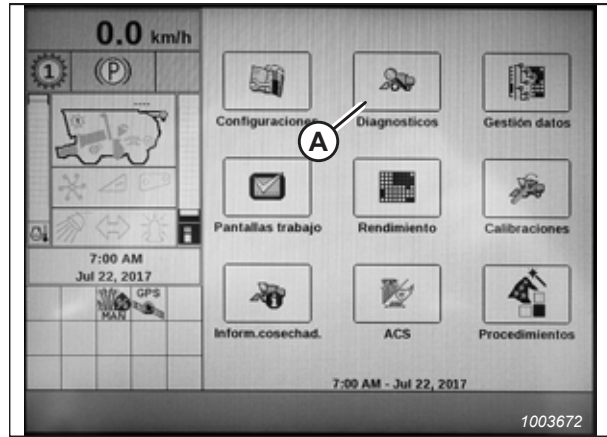 0.0 km/h
1
P
Configuraciones
Diagnosticos
Gestión datos
A
Pantallas trabajo
Rendimiento
Calibraciones
7:00 AM
Jul 22, 2017
MAN
GPS
Inform.cosechad.
ACS
Procedimientos
7:00 AM - Jul 22, 2017
1003672